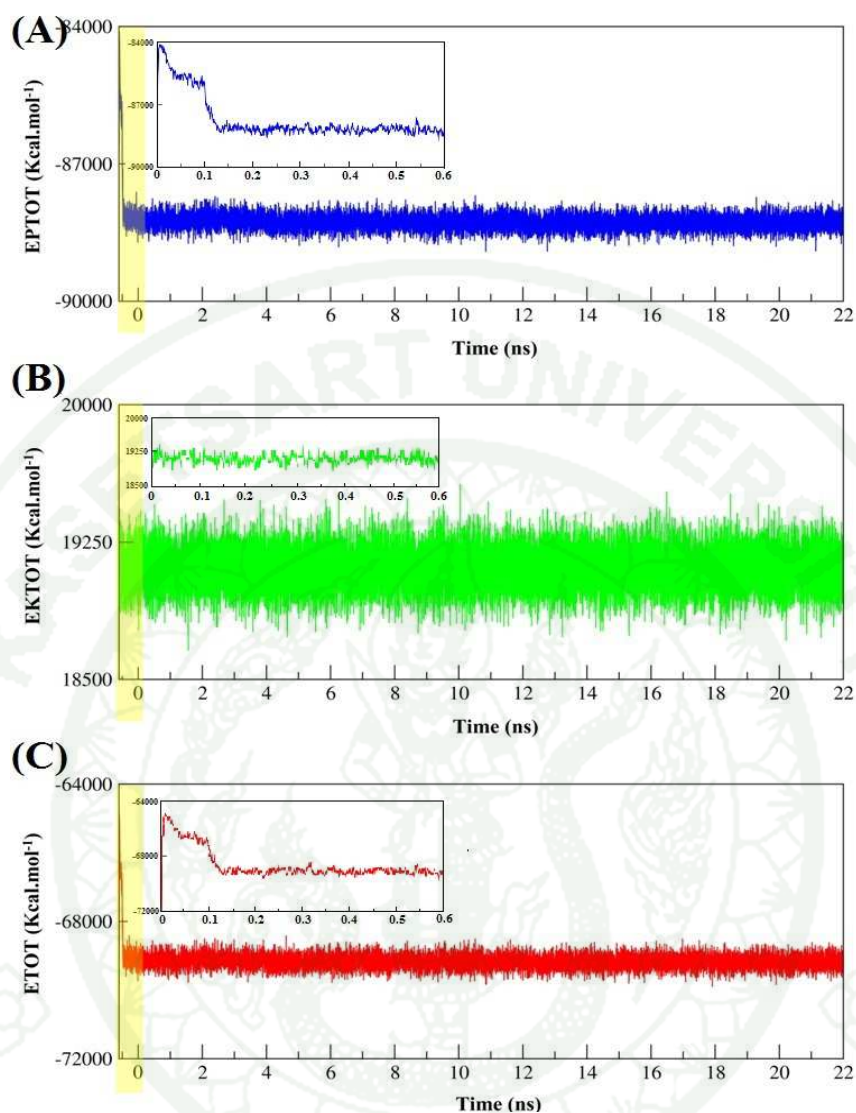 (A)
-84000
-87000
-90000
EPTOT (Kcal.mol-1)
-84000
-87000
-90000
0 0.1 0.2 0.3 0.4 0.5 0.6
0 2 4 6 8 10 12 14 16 18 20 22
Time (ns)
(B)
20000
19250
18500
EKTOT (Kcal.mol-1)
20000
19250
18500
0 0.1 0.2 0.3 0.4 0.5 0.6
0 2 4 6 8 10 12 14 16 18 20 22
Time (ns)
(C)
-64000
-68000
-72000
ETOT (Kcal.mol-1)
-64000
-68000
-72000
0 0.1 0.2 0.3 0.4 0.5 0.6
0 2 4 6 8 10 12 14 16 18 20 22
Time (ns)
KASETSART UNIVERSITY